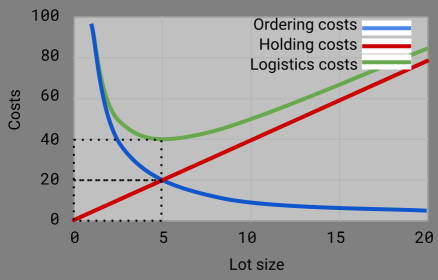 100
80
60
40
20
0
Costs
Ordering costs
Holding costs
Logistics costs
0 5 10 15 20
Lot size